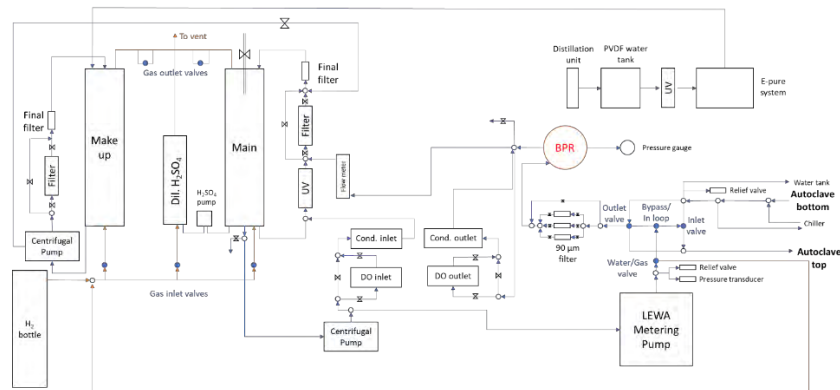 To vent
Gas outlet valves
Final
filter
Final
filter
Make
up
Filter
Centrifugal
Pump
H2
bottle
Dil. H2SO4
H2SO4
pump
Main
Filter
UV
Flow meter
Gas inlet valves
Cond. inlet
DO inlet
Centrifugal
Pump
Cond. outlet
DO outlet
BPR
Pressure gauge
Distillation
unit
PVDF water
tank
UV
E-pure
system
90 µm
filter
Outlet
valve
Bypass/
In loop
Inlet
valve
Water/Gas
valve
Water tank
Relief valve
Autoclave
bottom
Chiller
Autoclave
top
Relief valve
Pressure transducer
LEWA
Metering
Pump